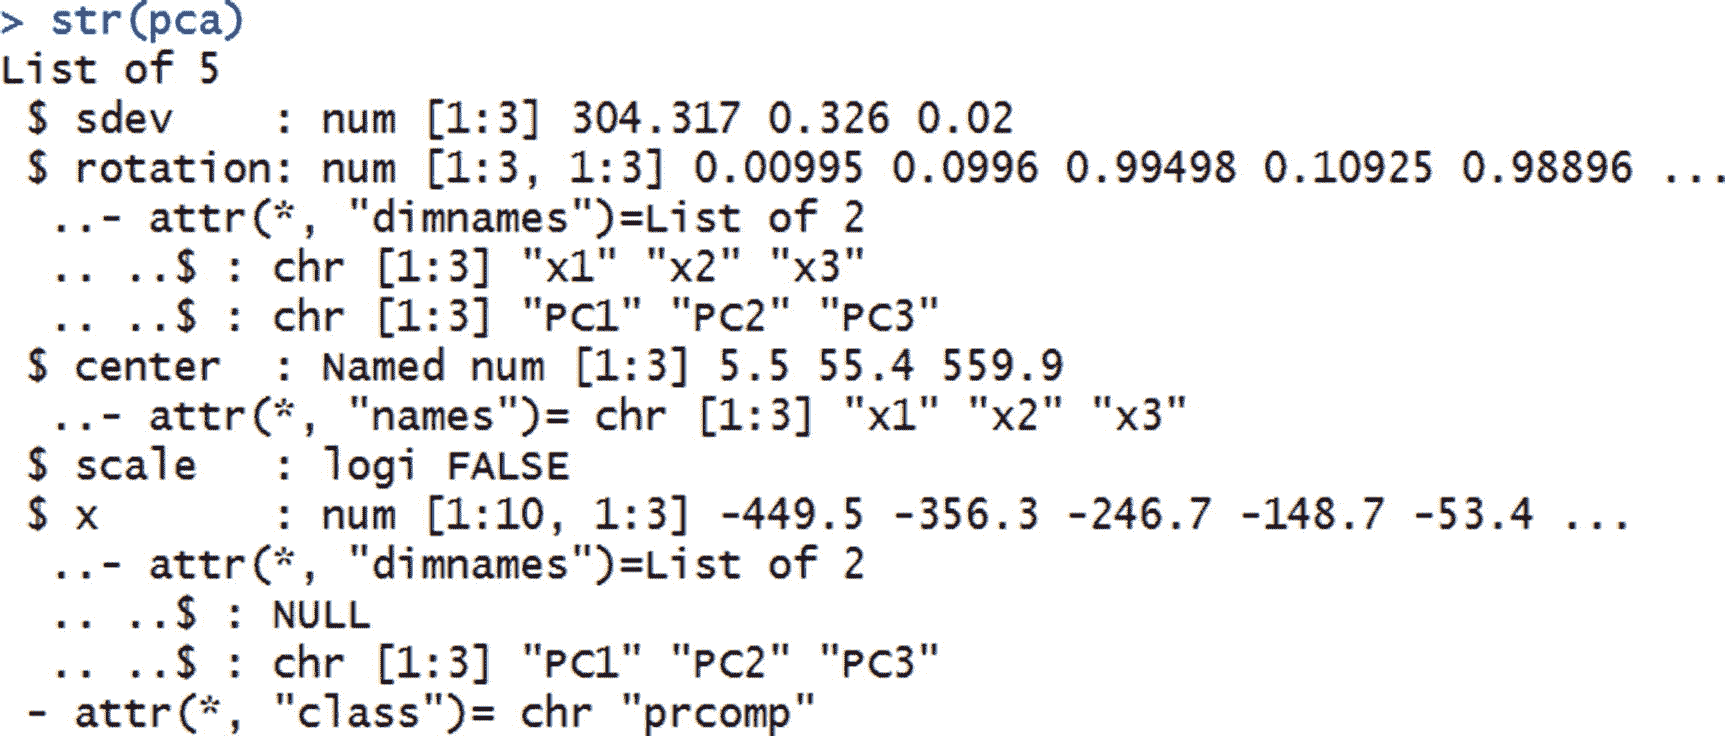 > str(pca)
List of 5
 $ sdev    : num [1:3] 304.317 0.326 0.02
 $ rotation: num [1:3, 1:3] 0.00995 0.0996 0.99498 0.10925 0.98896 ...
  ..- attr(*, "dimnames")=List of 2
  .. ..$ : chr [1:3] "x1" "x2" "x3"
  .. ..$ : chr [1:3] "PC1" "PC2" "PC3"
 $ center  : Named num [1:3] 5.5 55.4 559.9
  ..- attr(*, "names")= chr [1:3] "x1" "x2" "x3"
 $ scale   : logi FALSE
 $ x       : num [1:10, 1:3] -449.5 -356.3 -246.7 -148.7 -53.4 ...
  ..- attr(*, "dimnames")=List of 2
  .. ..$ : NULL
  .. ..$ : chr [1:3] "PC1" "PC2" "PC3"
 - attr(*, "class")= chr "prcomp"